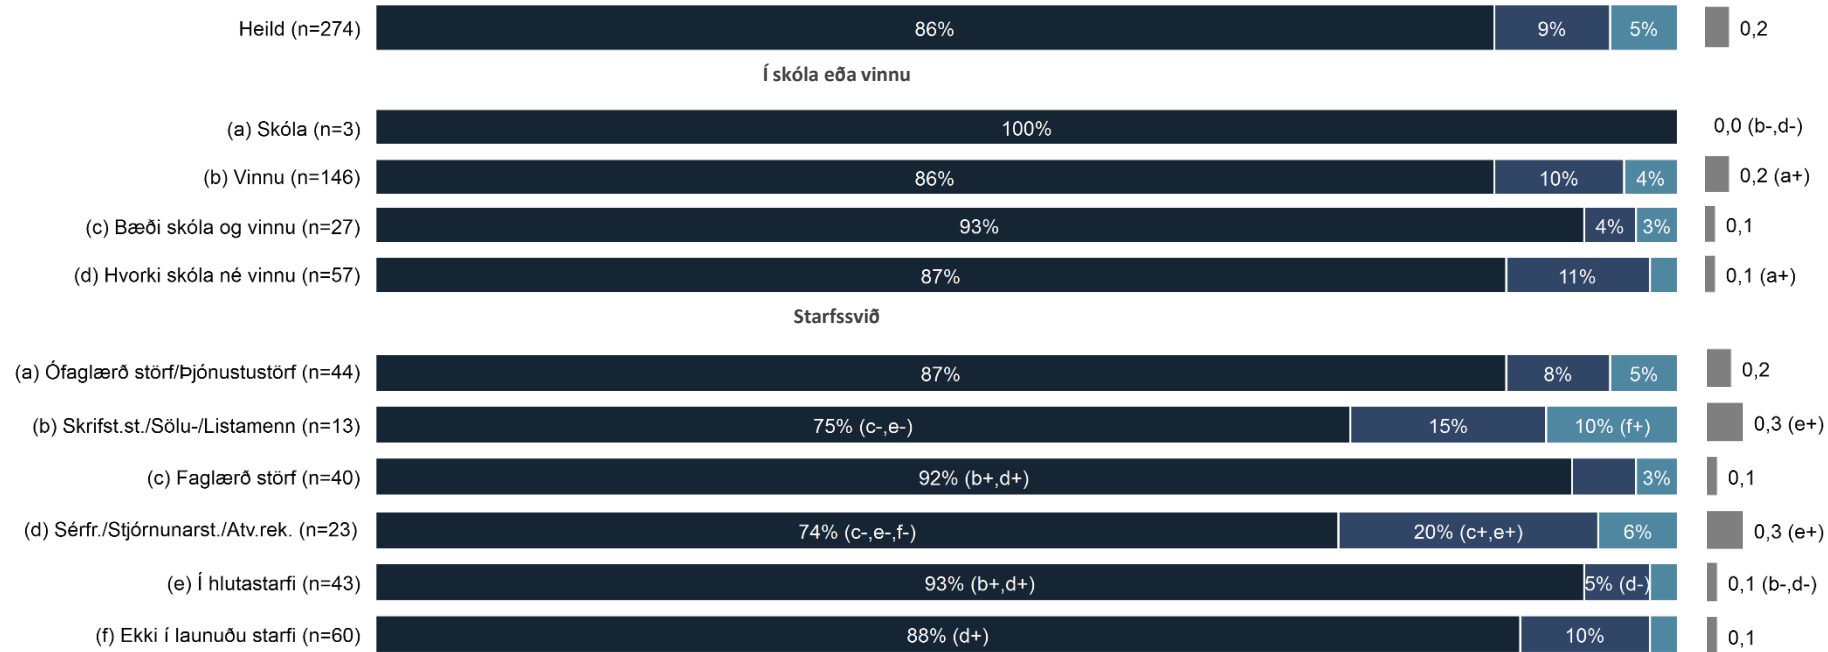 Heild (n=274) 86% 9% 5% 0,2
Í skóla eða vinnu
(a) Skóla (n=3) 100% 0,0 (b-,d-)
(b) Vinnu (n=146) 86% 10% 4% 0,2 (a+)
(c) Bæði skóla og vinnu (n=27) 93% 4% 3% 0,1
(d) Hvorki skóla né vinnu (n=57) 87% 11% 0,1 (a+)
Starfssvið
(a) Ófaglærð störf/Þjónustustörf (n=44) 87% 8% 5% 0,2
(b) Skrifst.st./Sölu-/Listamenn (n=13) 75% (c-,e-) 15% 10% (f+) 0,3 (e+)
(c) Faglærð störf (n=40) 92% (b+,d+) 3% 0,1
(d) Sérfr./Stjórnunarst./Atv.rek. (n=23) 74% (c-,e-,f-) 20% (c+,e+) 6% 0,3 (e+)
(e) Í hlutastarfi (n=43) 93% (b+,d+) 5% (d-) 0,1 (b-,d-)
(f) Ekki í launuðu starfi (n=60) 88% (d+) 10% 0,1